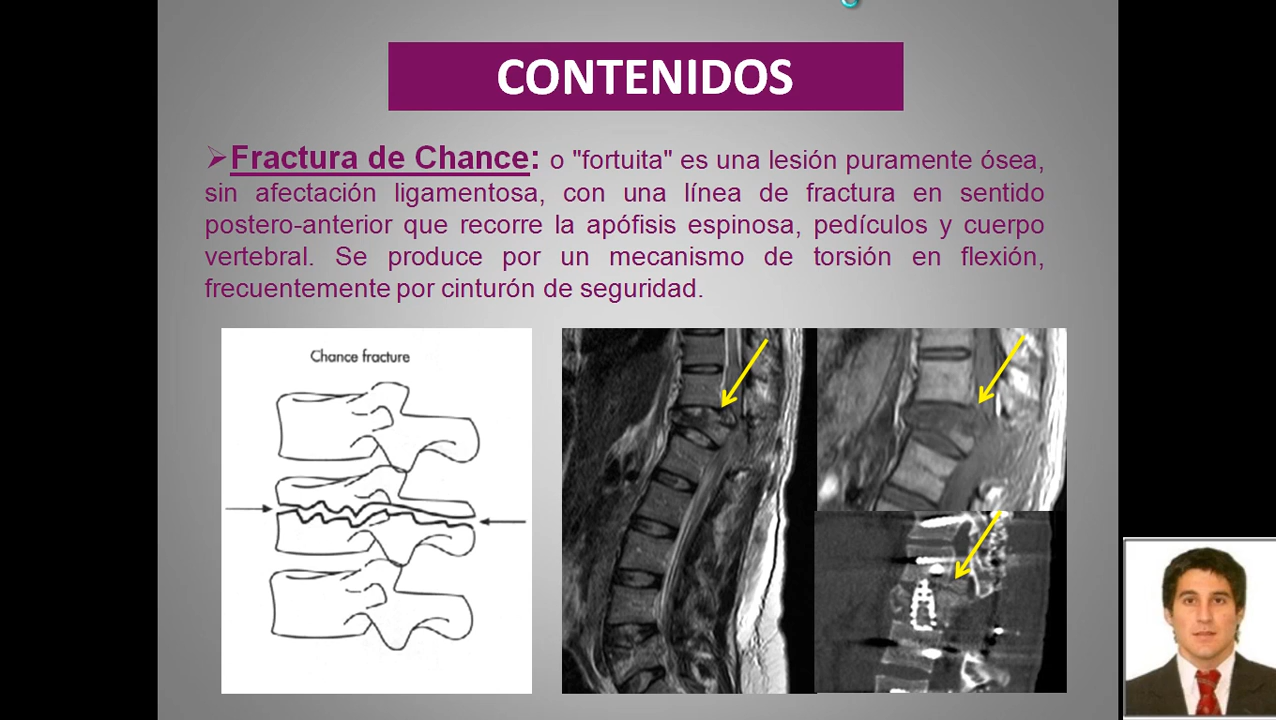 CONTENIDOS
➢Fractura de Chance: o "fortuita" es una lesión puramente ósea,
sin afectación ligamentosa, con una línea de fractura en sentido
postero-anterior que recorre la apófisis espinosa, pedículos y cuerpo
vertebral. Se produce por un mecanismo de torsión en flexión,
frecuentemente por cinturón de seguridad.
Chance fracture